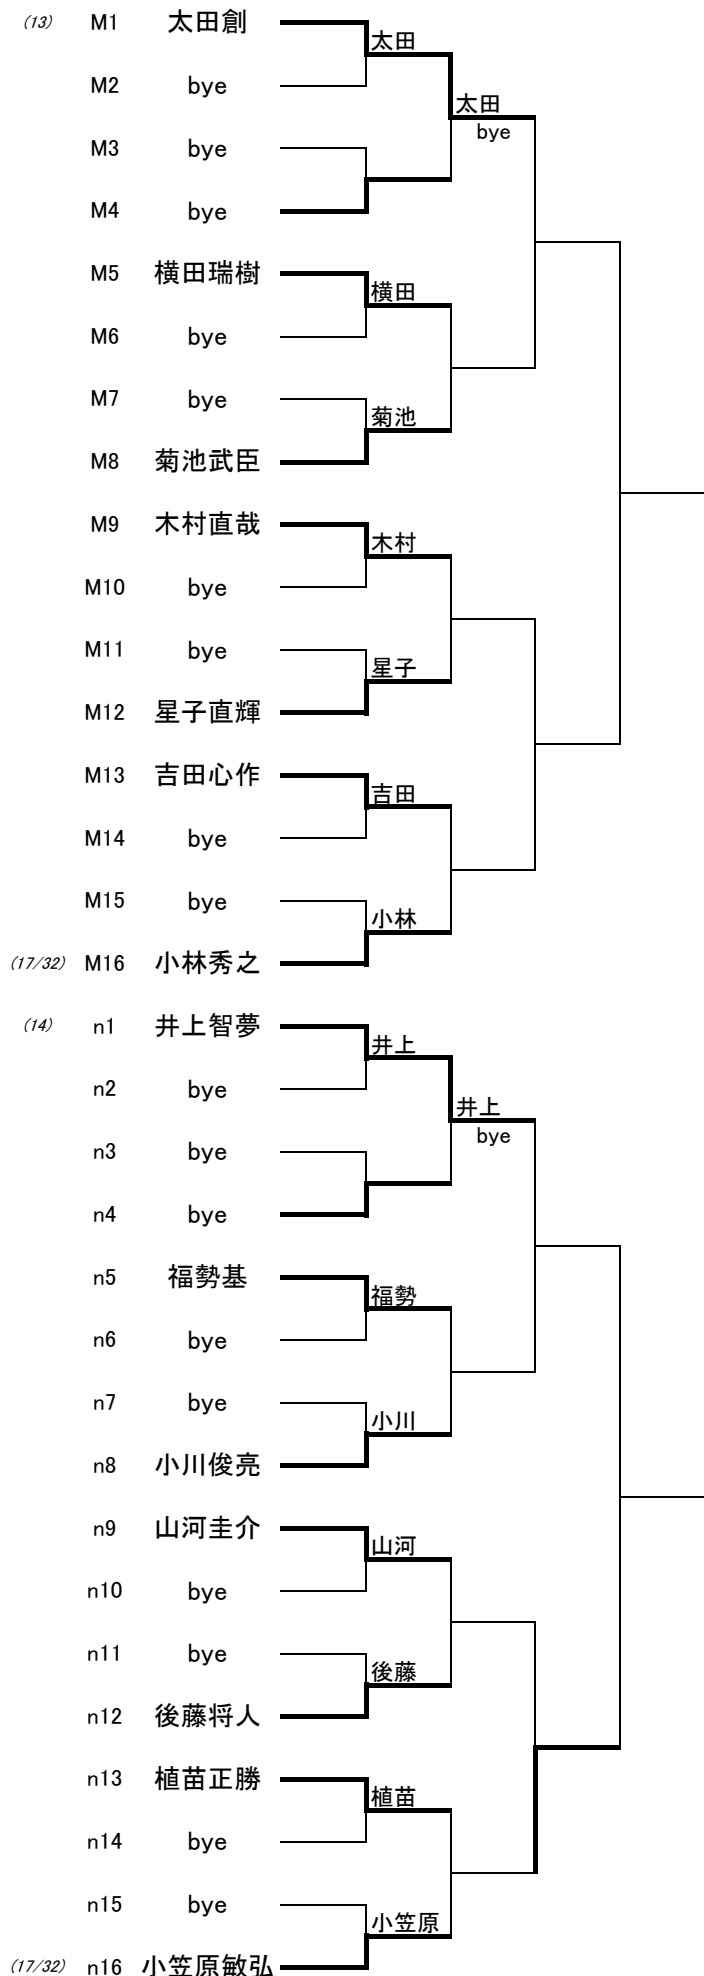 (13) M1 太田創
太田
M2 bye
太田
bye
M3 bye
M4 bye
M5 横田瑞樹
横田
M6 bye
M7 bye
菊池
M8 菊池武臣
M9 木村直哉
木村
M10 bye
M11 bye
星子
M12 星子直輝
M13 吉田心作
吉田
M14 bye
M15 bye
小林
(17/32) M16 小林秀之
(14) n1 井上智夢
井上
n2 bye
井上
bye
n3 bye
n4 bye
n5 福勢基
福勢
n6 bye
n7 bye
小川
n8 小川俊亮
n9 山河圭介
山河
n10 bye
n11 bye
後藤
n12 後藤将人
n13 植苗正勝
植苗
n14 bye
n15 bye
小笠原
(17/32) n16 小笠原敏弘